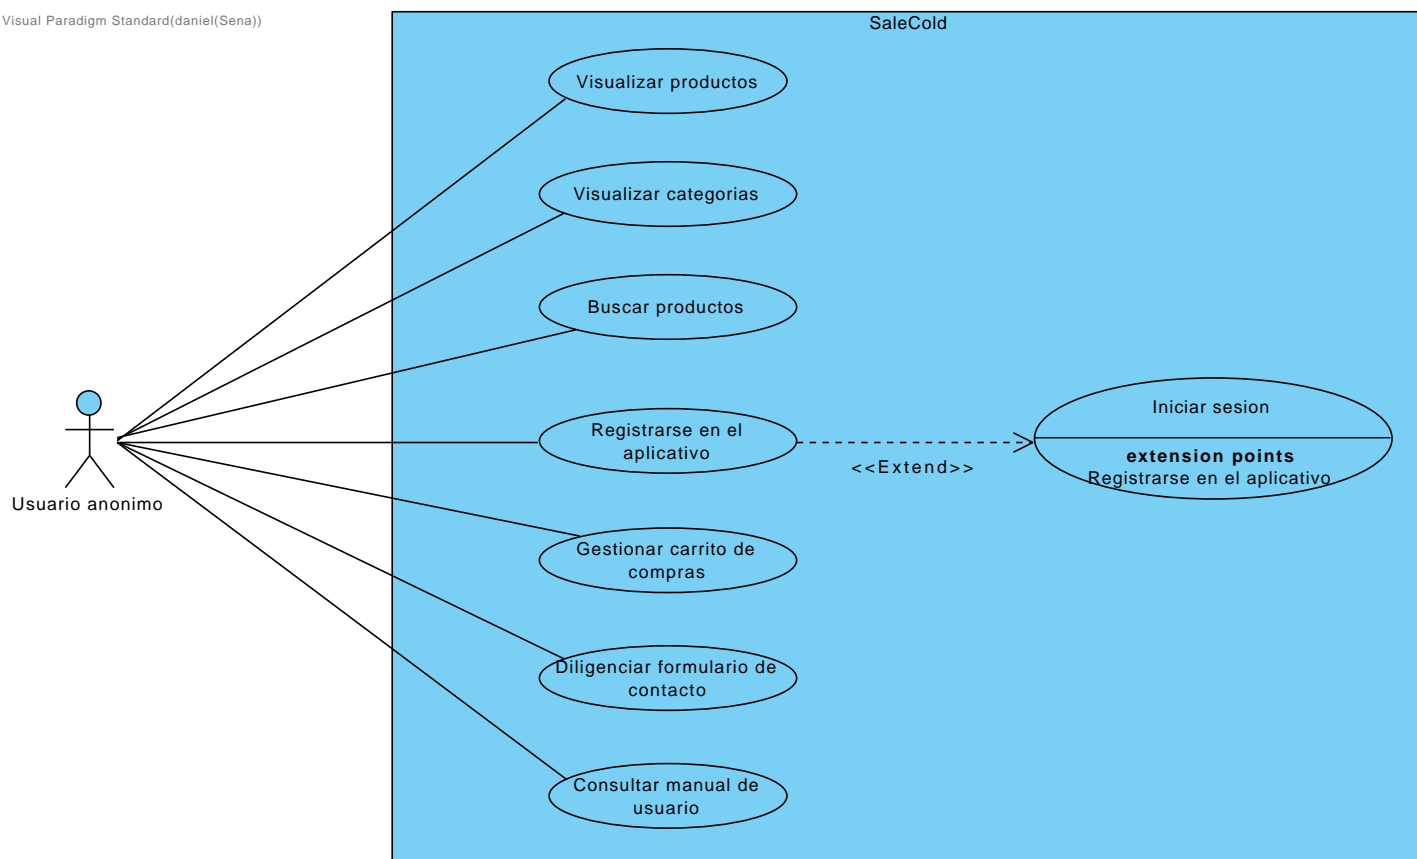 Visual Paradigm Standard(daniel(Sena))
SaleCold
Visualizar productos
Visualizar categorias
Buscar productos
Registrarse en el
aplicativo
<<Extend>>
Iniciar sesion
extension points
Registrarse en el aplicativo
Usuario anonimo
Gestionar carrito de
compras
Diligenciar formulario de
contacto
Consultar manual de
usuario